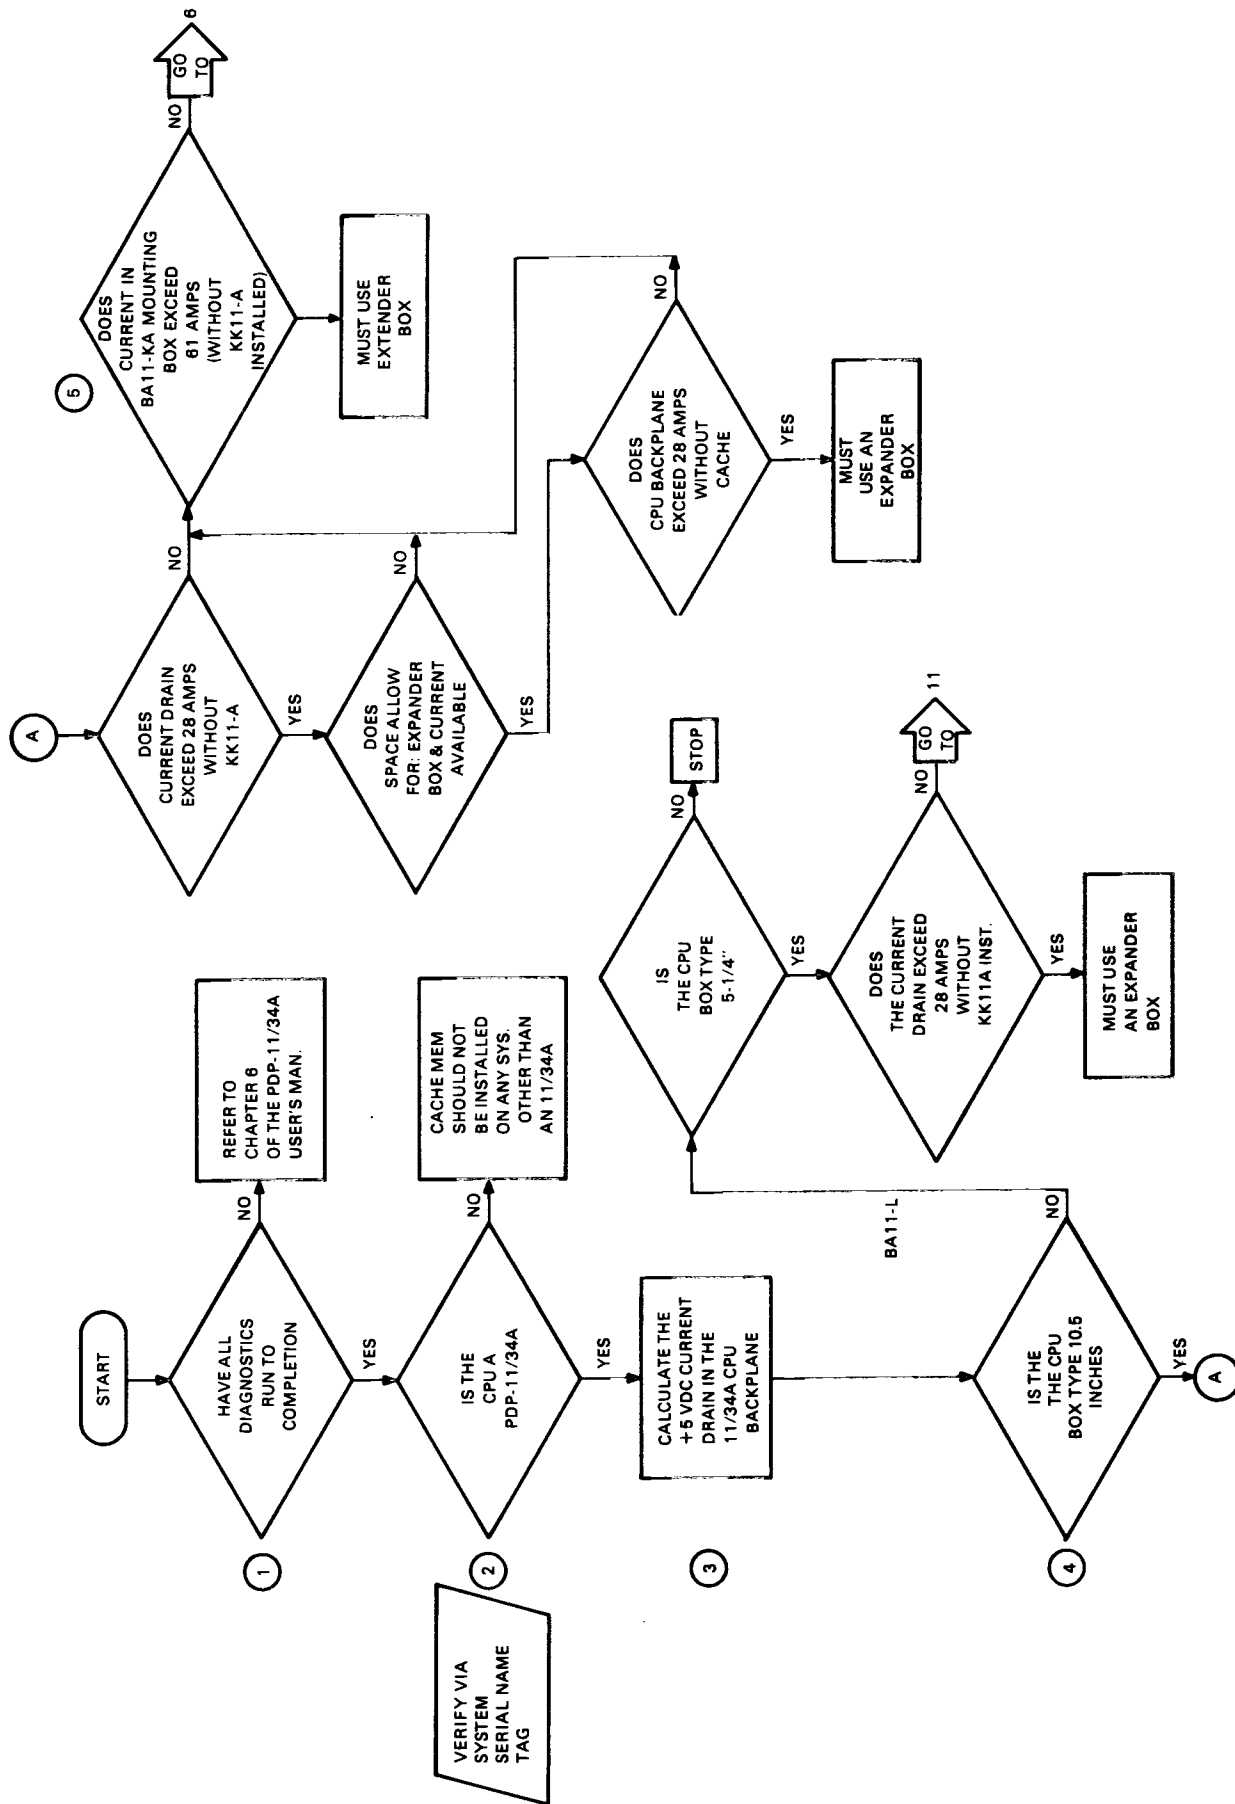 START
HAVE ALL
DIAGNOSTICS
RUN TO
COMPLETION
NO
REFER TO
CHAPTER 6
OF THE PDP-11/34A
USER'S MAN.
1
YES
VERIFY VIA
SYSTEM
SERIAL NAME
TAG
2
IS THE
CPU A
PDP-11/34A
NO
CACHE MEM
SHOULD NOT
BE INSTALLED
ON ANY SYS.
OTHER THAN
AN 11/34A
YES
3
CALCULATE THE
+5 VDC CURRENT
DRAIN IN THE
11/34A CPU
BACKPLANE
4
IS THE
THE CPU
BOX TYPE 10.5
INCHES
NO
BA11-L
YES
A
IS
THE CPU
BOX TYPE
5-1/4"
NO
STOP
YES
DOES
THE CURRENT
DRAIN EXCEED
28 AMPS
WITHOUT
KK11A INST.
NO
GO
TO
11
YES
MUST USE
AN EXPANDER
BOX
A
DOES
CURRENT DRAIN
EXCEED 28 AMPS
WITHOUT
KK11-A
NO
YES
DOES
SPACE ALLOW
FOR: EXPANDER
BOX & CURRENT
AVAILABLE
NO
YES
5
DOES
CURRENT IN
BA11-KA MOUNTING
BOX EXCEED
61 AMPS
(WITHOUT
KK11-A
INSTALLED)
NO
GO
TO
6
MUST USE
EXTENDER
BOX
DOES
CPU BACKPLANE
EXCEED 28 AMPS
WITHOUT
CACHE
NO
YES
MUST
USE AN
EXPANDER
BOX